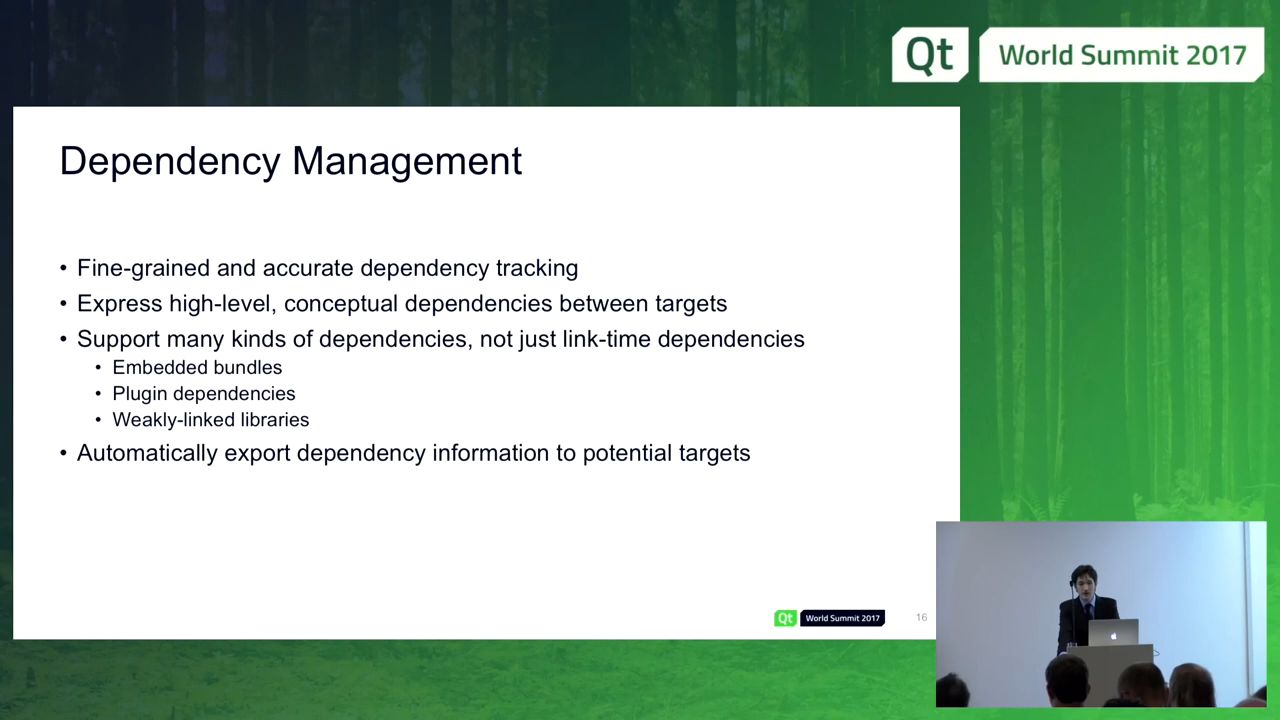 Qt World Summit 2017
Dependency Management
• Fine-grained and accurate dependency tracking
• Express high-level, conceptual dependencies between targets
• Support many kinds of dependencies, not just link-time dependencies
• Embedded bundles
• Plugin dependencies
• Weakly-linked libraries
• Automatically export dependency information to potential targets
Qt World Summit 2017 16